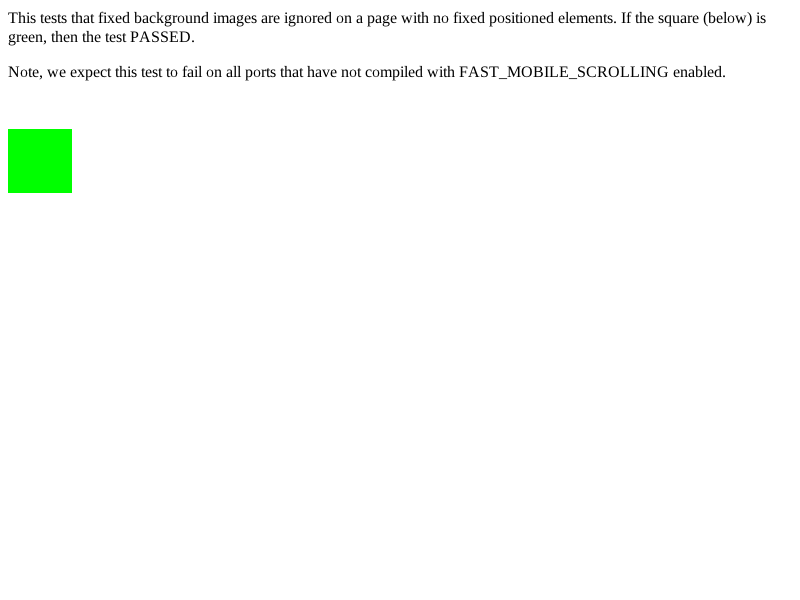 This tests that fixed background images are ignored on a page with no fixed positioned elements. If the square (below) is
green, then the test PASSED.
Note, we expect this test to fail on all ports that have not compiled with FAST_MOBILE_SCROLLING enabled.